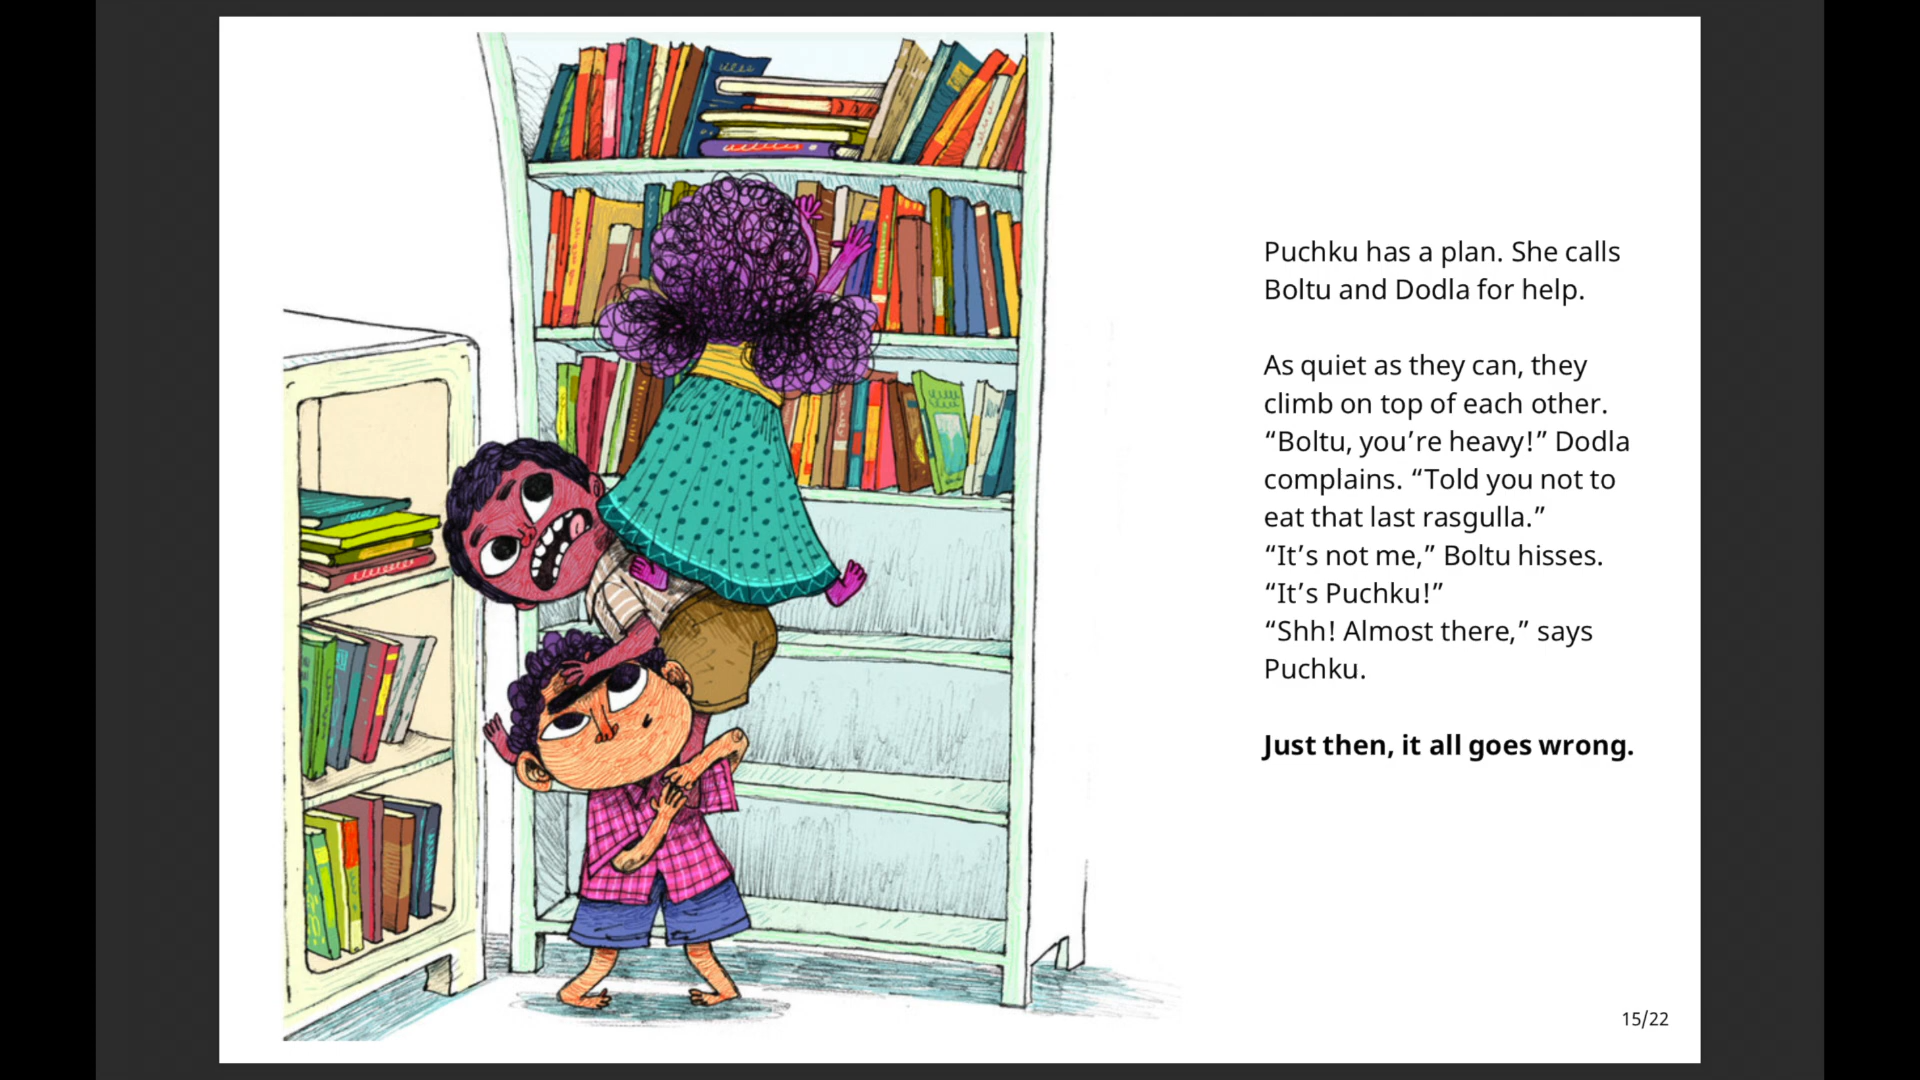 Puchku has a plan. She calls
Boltu and Dodla for help.
As quiet as they can, they
climb on top of each other.
“Boltu, you’re heavy!” Dodla
complains. “Told you not to
eat that last rasgulla.”
“It’s not me,” Boltu hisses.
“It’s Puchku!”
“Shh! Almost there,” says
Puchku.
Just then, it all goes wrong.
15/22